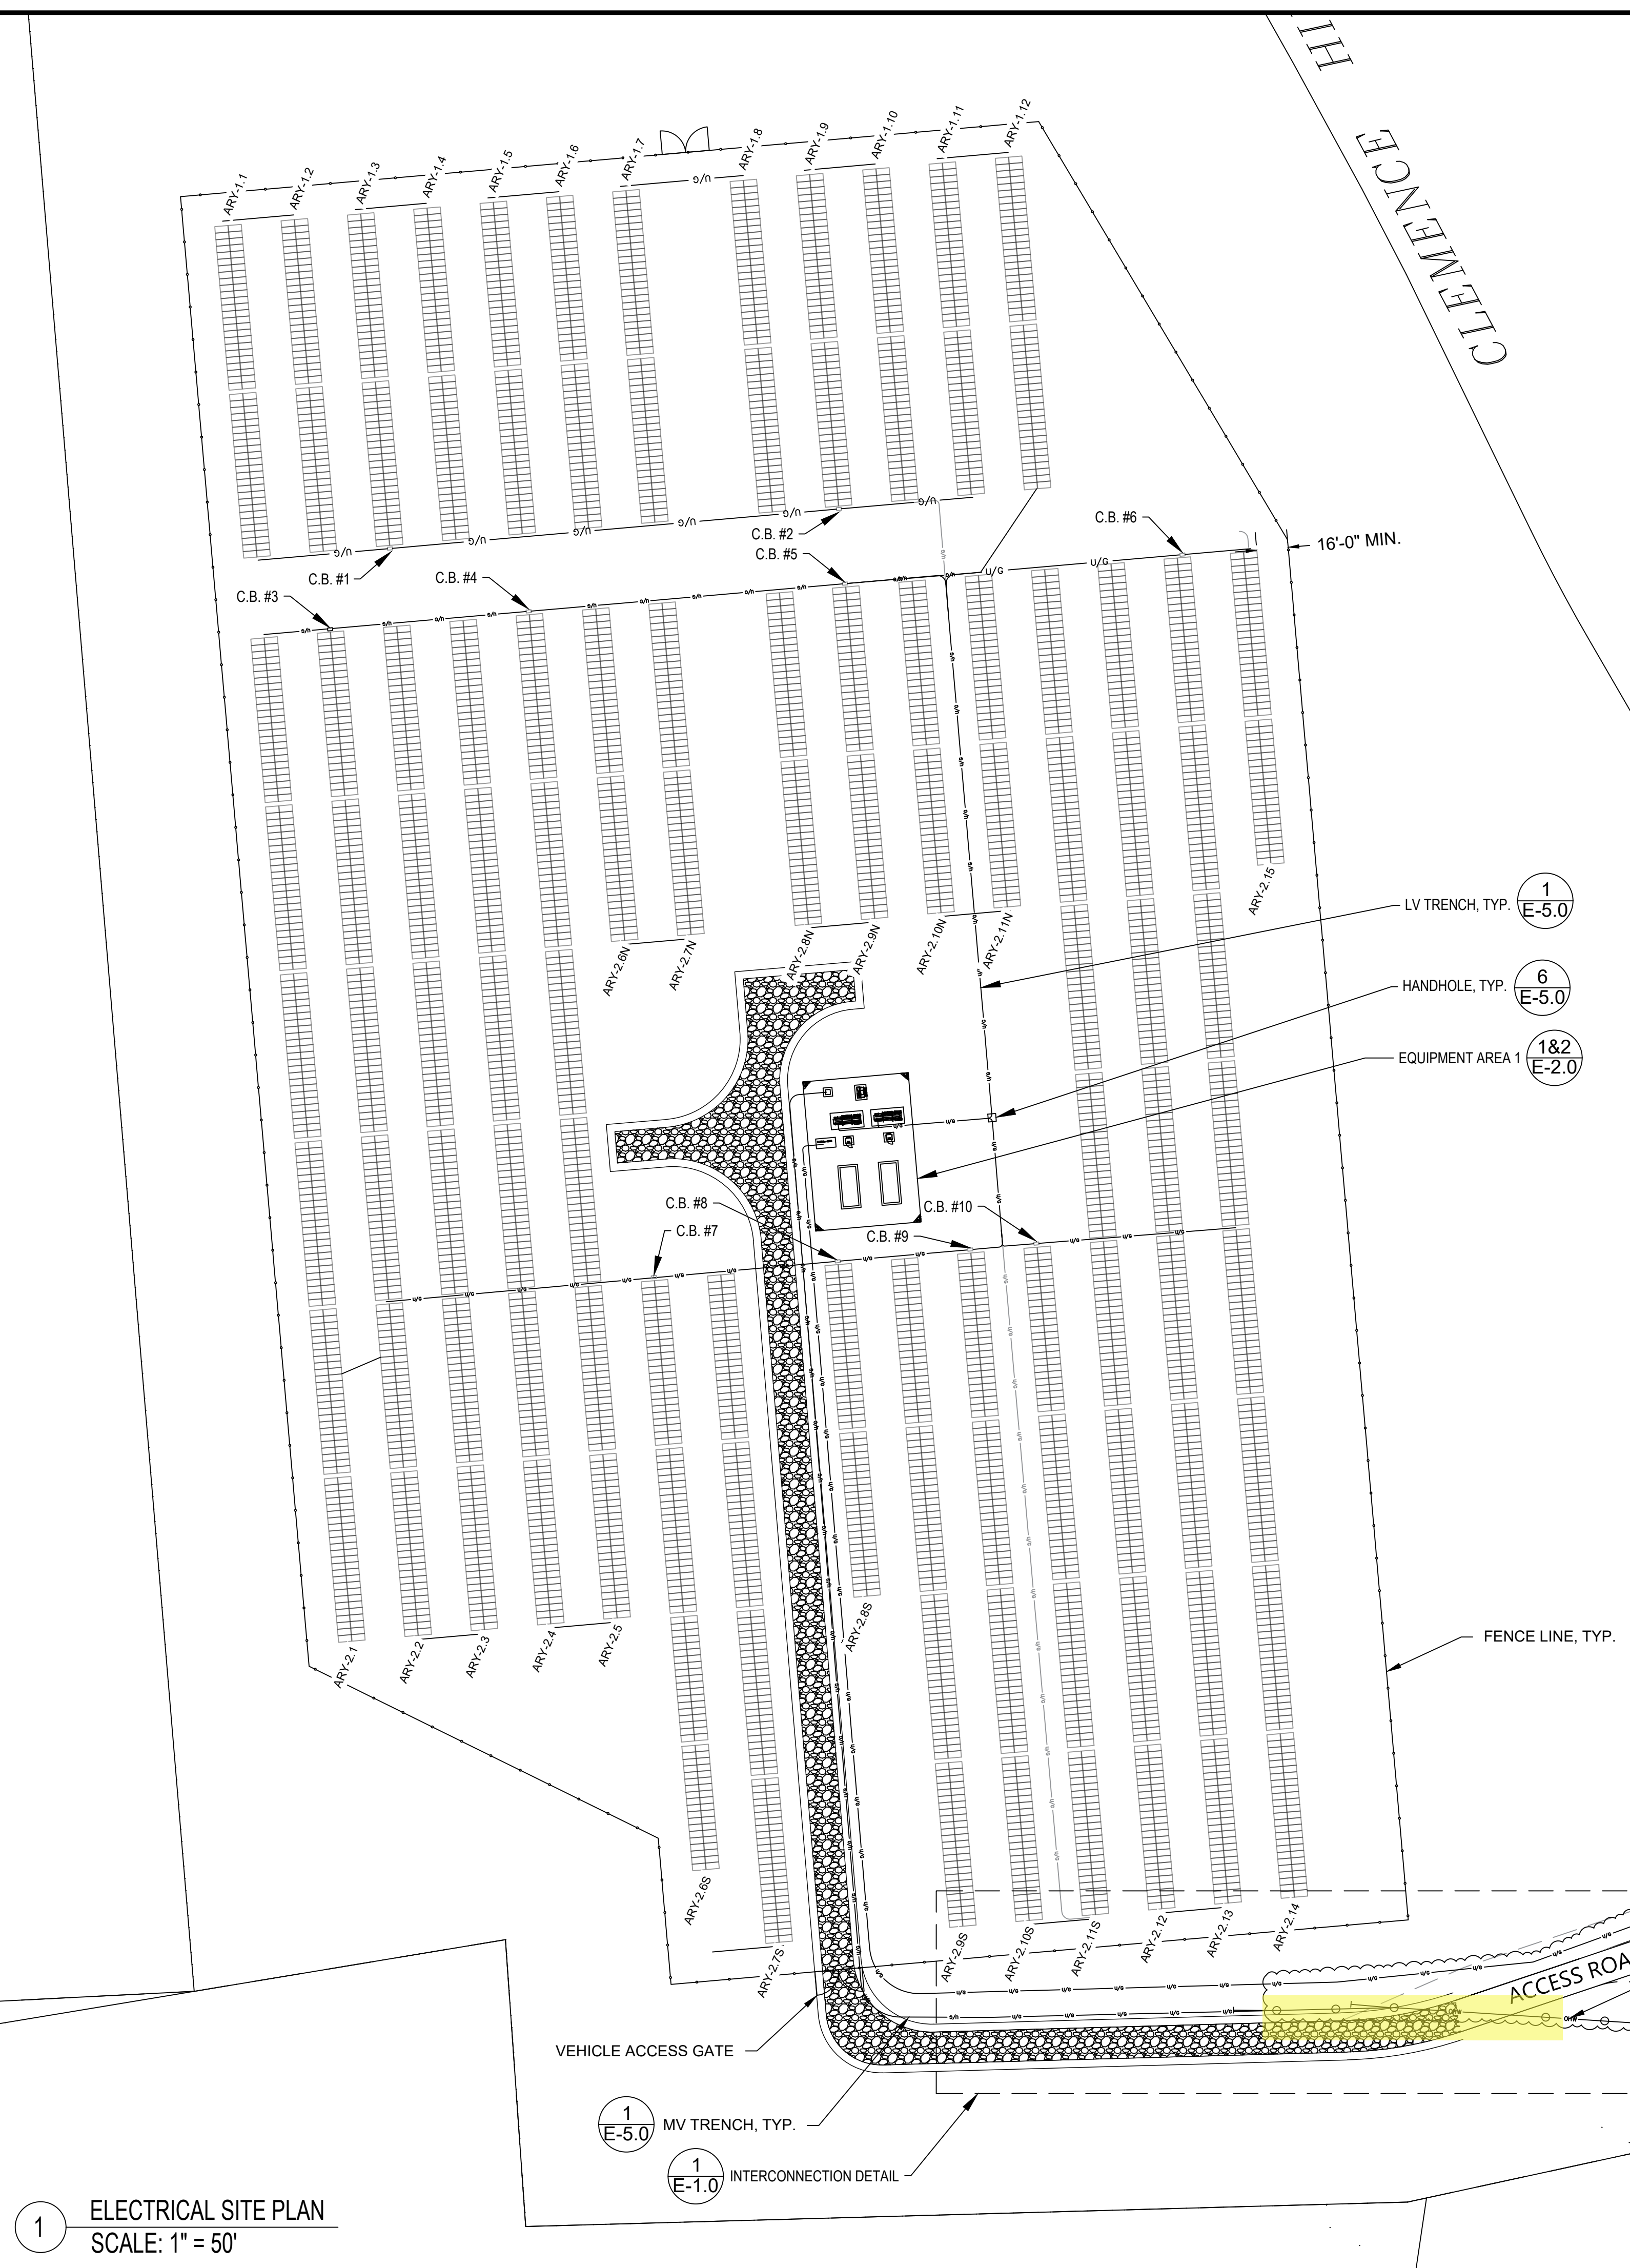 HI
CLEMENCE
ARY-1.1
ARY-1.2
ARY-1.3
ARY-1.4
ARY-1.5
ARY-1.6
ARY-1.7
ARY-1.8
ARY-1.9
ARY-1.10
ARY-1.11
ARY-1.12
U/G
U/G
U/G
U/G
U/G
U/G
U/G
C.B. #1
C.B. #2
C.B. #3
C.B. #4
C.B. #5
C.B. #6
U/G
U/G
16'-0" MIN.
ARY-2.15
ARY-2.6N
ARY-2.7N
ARY-2.8N
ARY-2.9N
ARY-2.10N
ARY-2.11N
LV TRENCH, TYP.
1
E-5.0
HANDHOLE, TYP.
6
E-5.0
EQUIPMENT AREA 1
1&2
E-2.0
C.B. #8
C.B. #7
C.B. #9
C.B. #10
ARY-2.1
ARY-2.2
ARY-2.3
ARY-2.4
ARY-2.5
ARY-2.8S
FENCE LINE, TYP.
ARY-2.6S
ARY-2.7S
ARY-2.9S
ARY-2.10S
ARY-2.11S
ARY-2.12
ARY-2.13
ARY-2.14
ACCESS ROA
OHW
OHW
VEHICLE ACCESS GATE
1
E-5.0
MV TRENCH, TYP.
1
E-1.0
INTERCONNECTION DETAIL
1
ELECTRICAL SITE PLAN
SCALE: 1" = 50'